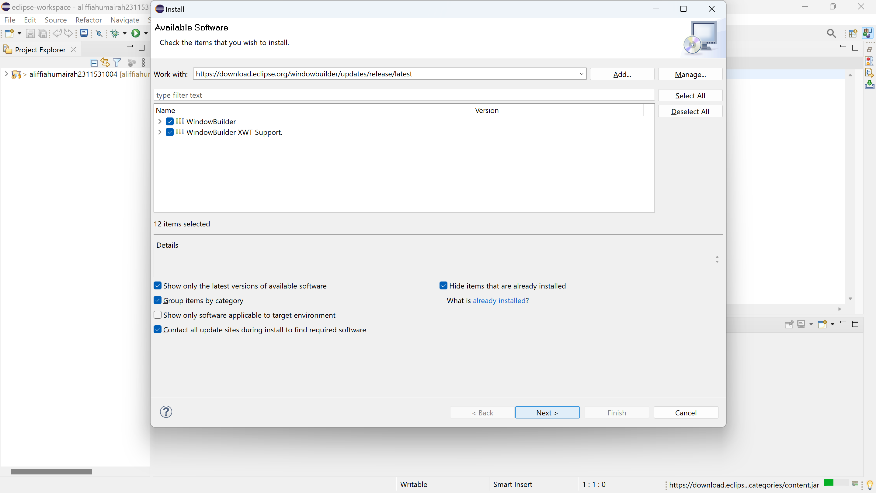 eclipse-workspace - aliffiahumairah2311531
File Edit Source Refactor Navigate S
Project Explorer
> aliffiahumairah2311531004 [aliffiahur
Install
Available Software
Check the items that you wish to install.
Work with: https://download.eclipse.org/windowbuilder/updates/release/latest
Add...
Manage...
type filter text
Select All
Deselect All
Name Version
WindowBuilder
WindowBuilder XWT Support.
12 items selected
Details
Show only the latest versions of available software
Hide items that are already installed
Group items by category
What is already installed?
Show only software applicable to target environment
Contact all update sites during install to find required software
< Back
Next >
Finish
Cancel
Writable
Smart Insert
1 : 1 : 0
https://download.eclips...categories/content.jar